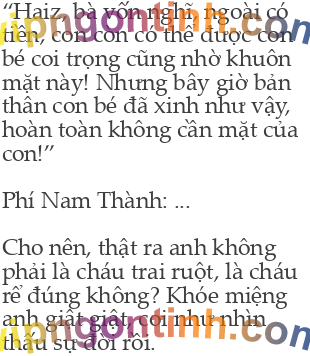 “Haiz, bà vốn nghĩ, ngoài có
tiền, con còn có thể được con
bé coi trọng cũng nhờ khuôn
mặt này! Nhưng bây giờ bản
thân con bé đã xinh như vậy,
hoàn toàn không cần mặt của
con!”
Phí Nam Thành: ...
Cho nên, thật ra anh không
phải là cháu trai ruột, là cháu
rể đúng không? Khóe miệng
anh giật giật, coi như nhìn
thấu sự đời rồi.